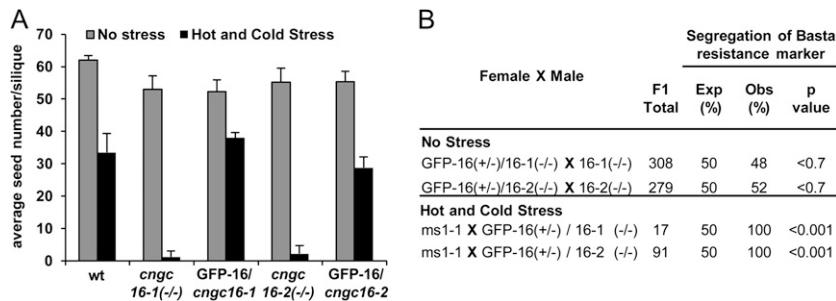 A
No stress
Hot and Cold Stress
average seed number/silique
70
60
50
40
30
20
10
0
wt
cngc
16-1(-/-)
GFP-16/
cngc16-1
cngc
16-2(-/-)
GFP-16/
cngc16-2
B
Segregation of Basta
resistance marker
Female X Male
F1
Total
Exp
(%)
Obs
(%)
p
value
No Stress
GFP-16(+/-)/16-1(-/-) X 16-1(-/-) 308 50 48 <0.7
GFP-16(+/-)/16-2(-/-) X 16-2(-/-) 279 50 52 <0.7
Hot and Cold Stress
ms1-1 X GFP-16(+/-) / 16-1 (-/-) 17 50 100 <0.001
ms1-1 X GFP-16(+/-) / 16-2 (-/-) 91 50 100 <0.001